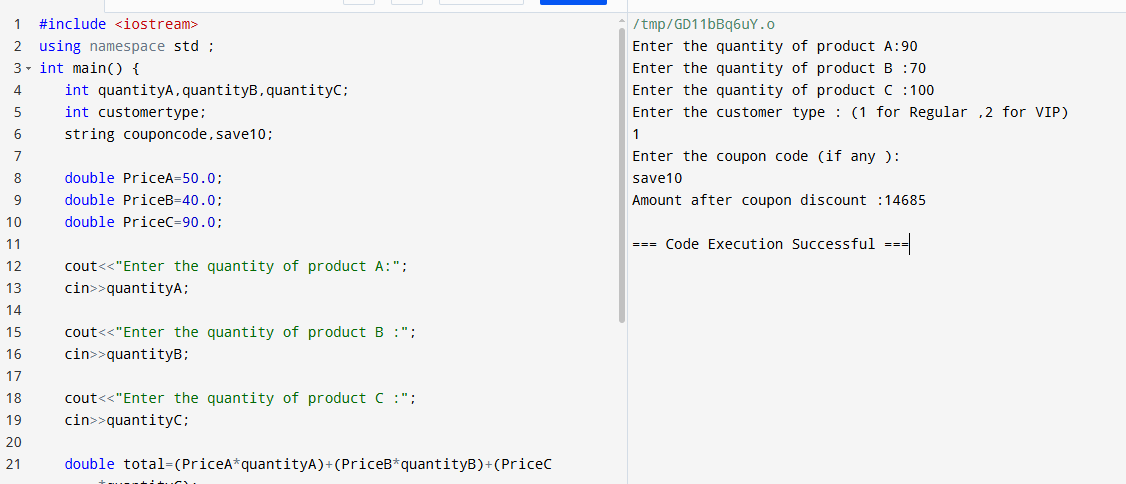 1 #include <iostream>
2 using namespace std ;
3 int main() {
4 int quantityA,quantityB,quantityC;
5 int customertype;
6 string couponcode,save10;
7
8 double PriceA=50.0;
9 double PriceB=40.0;
10 double PriceC=90.0;
11
12 cout<<"Enter the quantity of product A:";
13 cin>>quantityA;
14
15 cout<<"Enter the quantity of product B :";
16 cin>>quantityB;
17
18 cout<<"Enter the quantity of product C :";
19 cin>>quantityC;
20
21 double total=(PriceA*quantityA)+(PriceB*quantityB)+(PriceC
*quantityC);
/tmp/GD11bBq6uY.o
Enter the quantity of product A:90
Enter the quantity of product B :70
Enter the quantity of product C :100
Enter the customer type : (1 for Regular ,2 for VIP)
1
Enter the coupon code (if any ):
save10
Amount after coupon discount :14685
=== Code Execution Successful ===